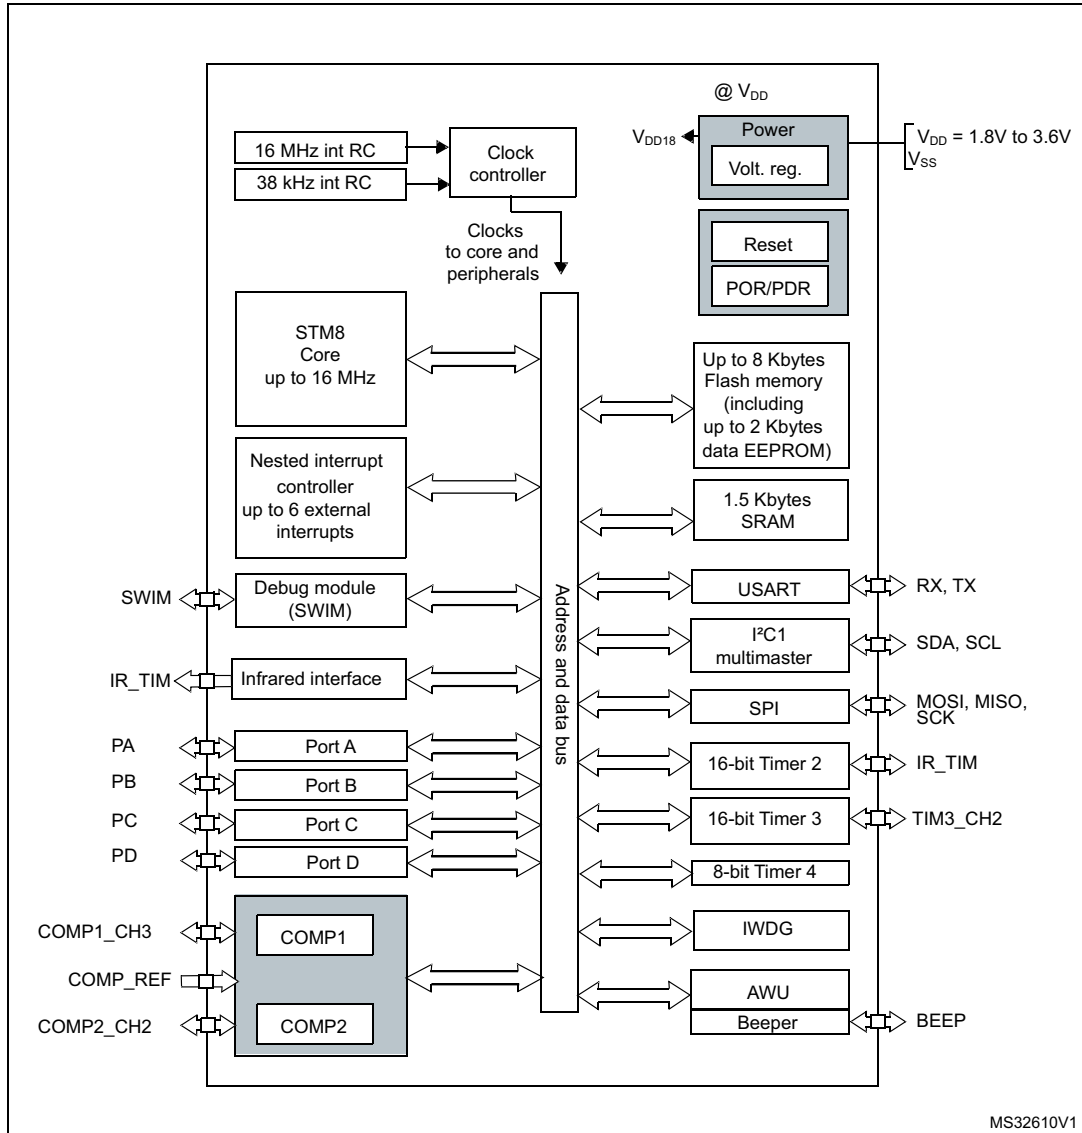 @ VDD
16 MHz int RC
38 kHz int RC
Clock
controller
Clocks
to core and
peripherals
VDD18
Power
Volt. reg.
VDD = 1.8V to 3.6V
VSS
Reset
POR/PDR
STM8
Core
up to 16 MHz
Nested interrupt
controller
up to 6 external
interrupts
SWIM
Debug module
(SWIM)
IR_TIM
Infrared interface
PA
Port A
PB
Port B
PC
Port C
PD
Port D
COMP1_CH3
COMP1
COMP_REF
COMP2_CH2
COMP2
Address and data bus
Up to 8 Kbytes
Flash memory
(including
up to 2 Kbytes
data EEPROM)
1.5 Kbytes
SRAM
USART
RX, TX
I²C1
multimaster
SDA, SCL
SPI
MOSI, MISO,
SCK
16-bit Timer 2
IR_TIM
16-bit Timer 3
TIM3_CH2
8-bit Timer 4
IWDG
AWU
Beeper
BEEP
MS32610V1